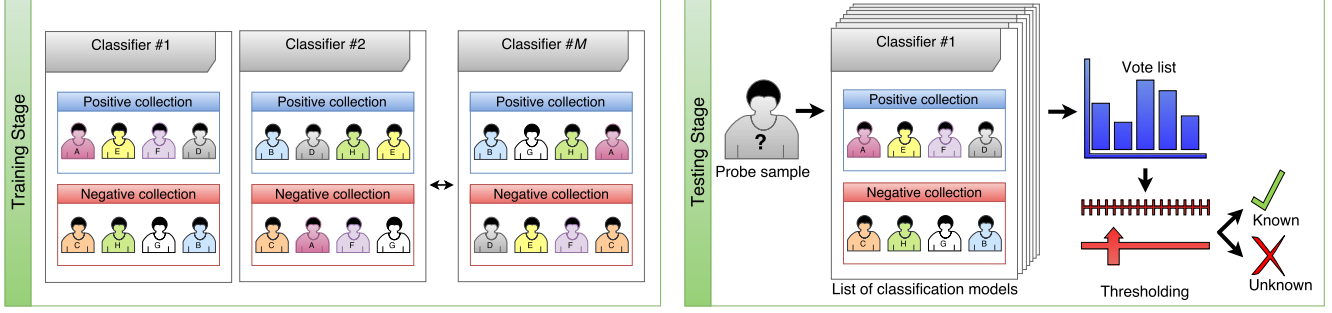 Training Stage
Classifier #1
Positive collection
A E F D
Negative collection
C H G B
Classifier #2
Positive collection
B D H E
Negative collection
C A F G
Classifier #M
Positive collection
B G H A
Negative collection
D E F C
Testing Stage
?
Probe sample
Classifier #1
Positive collection
A E F D
Negative collection
C H G B
List of classification models
Vote list
Thresholding
Known
Unknown